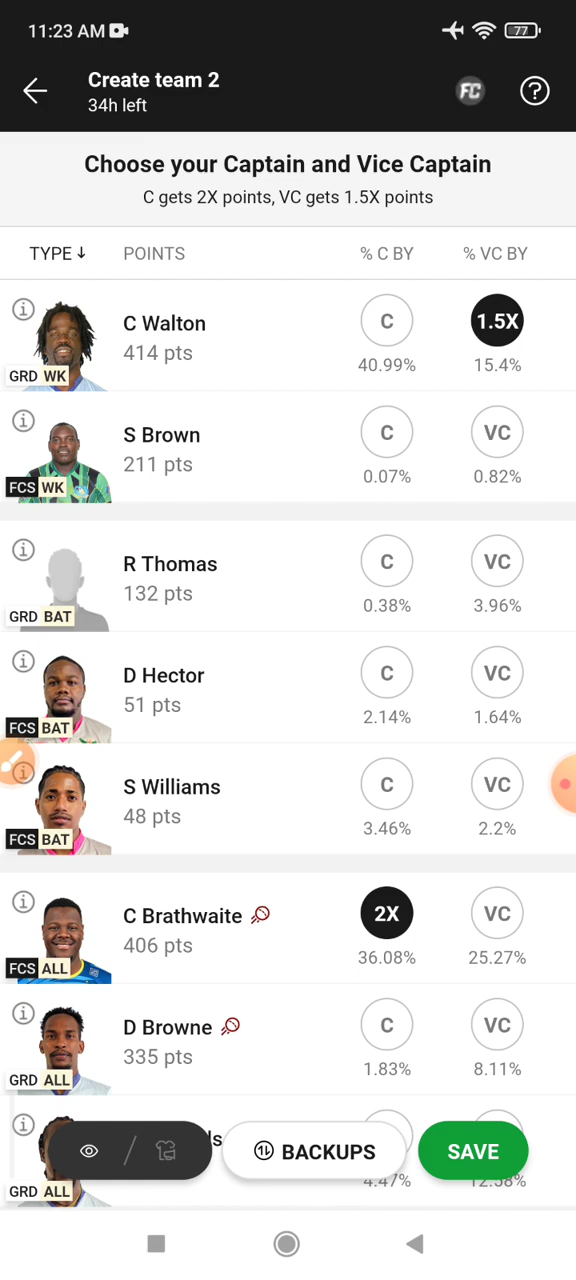 11:23 AM
77
Create team 2
34h left
FC
?
Choose your Captain and Vice Captain
C gets 2X points, VC gets 1.5X points
TYPE↓ POINTS % C BY % VC BY
C Walton
414 pts
GRD WK
C
40.99%
1.5X
15.4%
S Brown
211 pts
FCS WK
C
0.07%
VC
0.82%
R Thomas
132 pts
GRD BAT
C
0.38%
VC
3.96%
D Hector
51 pts
FCS BAT
C
2.14%
VC
1.64%
S Williams
48 pts
FCS BAT
C
3.46%
VC
2.2%
C Brathwaite
406 pts
FCS ALL
2X
36.08%
VC
25.27%
D Browne
335 pts
GRD ALL
C
1.83%
VC
8.11%
GRD ALL
4.47%
12.58%
BACKUPS
SAVE